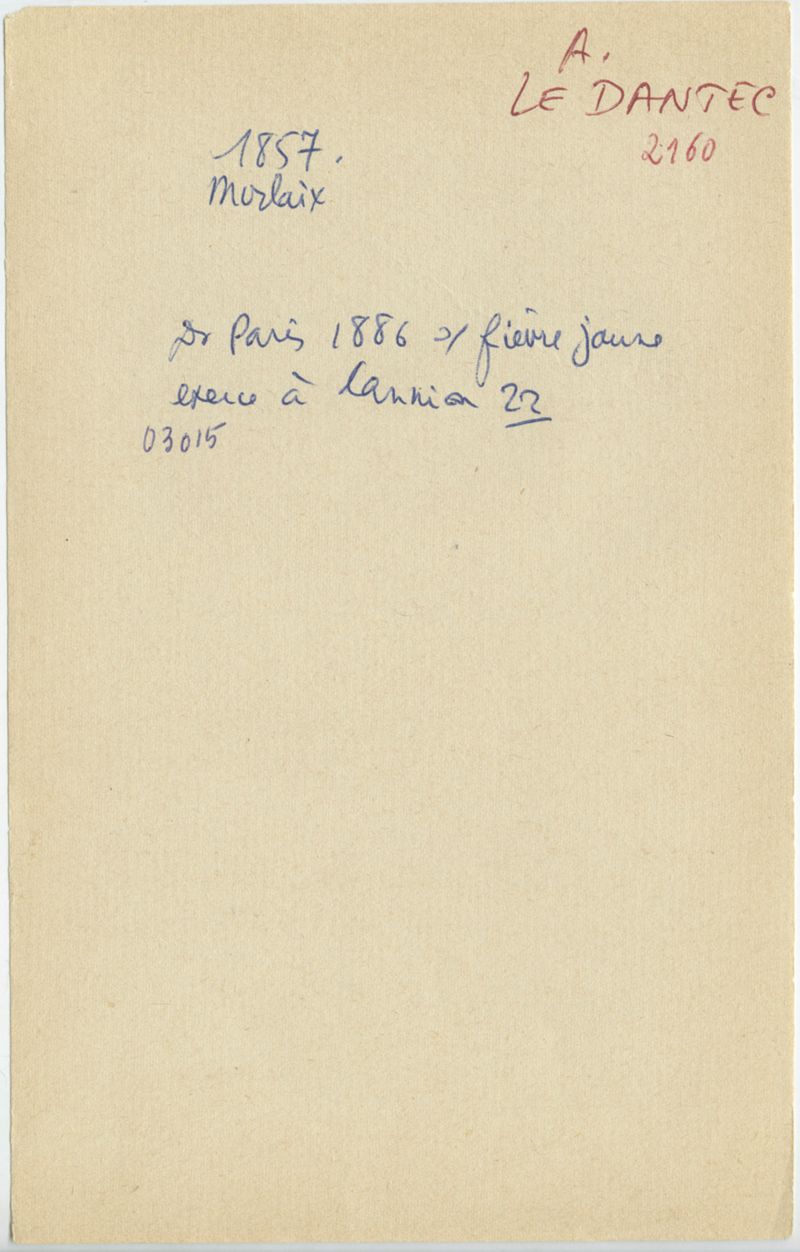 A.
LE DANTEC
2160
1857.
Morlaix
Dr Paris 1886 fièvre jaune
exerce à Lannion 22
03015